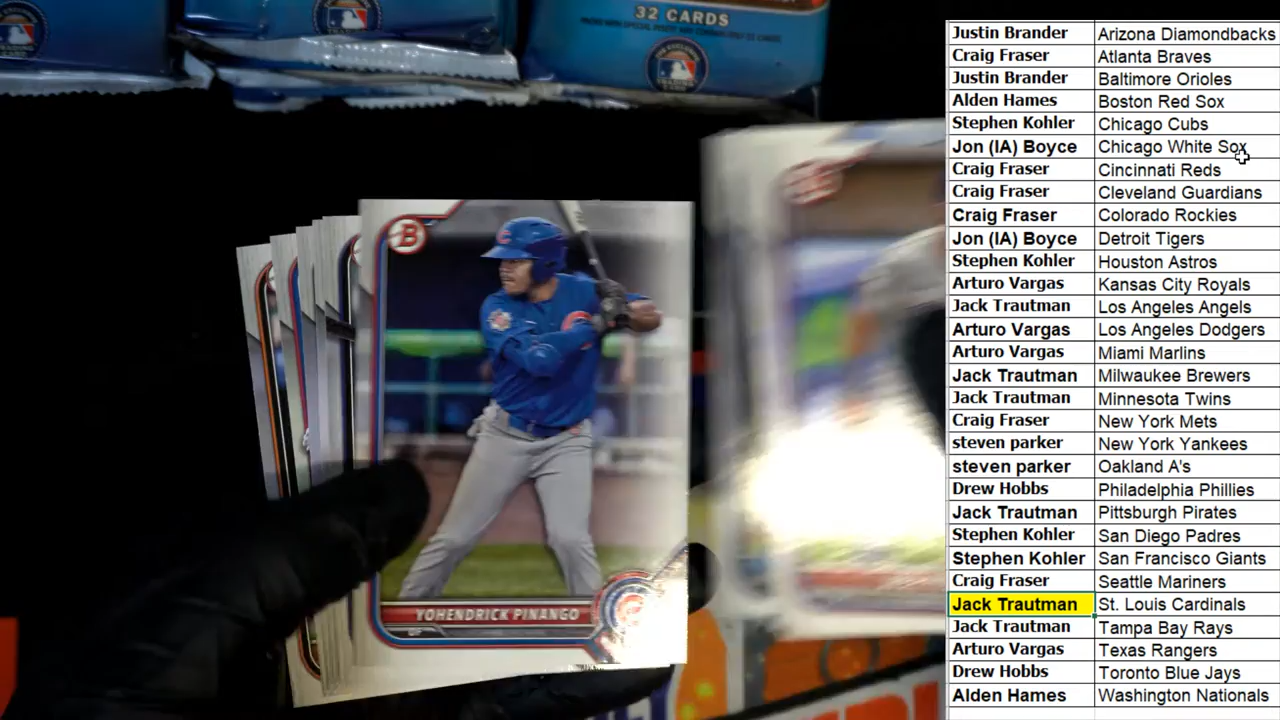 32 CARDS
B
C
YOHENDRICK PINANGO
OF
Justin Brander Arizona Diamondbacks
Craig Fraser Atlanta Braves
Justin Brander Baltimore Orioles
Alden Hames Boston Red Sox
Stephen Kohler Chicago Cubs
Jon (IA) Boyce Chicago White Sox
Craig Fraser Cincinnati Reds
Craig Fraser Cleveland Guardians
Craig Fraser Colorado Rockies
Jon (IA) Boyce Detroit Tigers
Stephen Kohler Houston Astros
Arturo Vargas Kansas City Royals
Jack Trautman Los Angeles Angels
Arturo Vargas Los Angeles Dodgers
Arturo Vargas Miami Marlins
Jack Trautman Milwaukee Brewers
Jack Trautman Minnesota Twins
Craig Fraser New York Mets
steven parker New York Yankees
steven parker Oakland A's
Drew Hobbs Philadelphia Phillies
Jack Trautman Pittsburgh Pirates
Stephen Kohler San Diego Padres
Stephen Kohler San Francisco Giants
Craig Fraser Seattle Mariners
Jack Trautman St. Louis Cardinals
Jack Trautman Tampa Bay Rays
Arturo Vargas Texas Rangers
Drew Hobbs Toronto Blue Jays
Alden Hames Washington Nationals